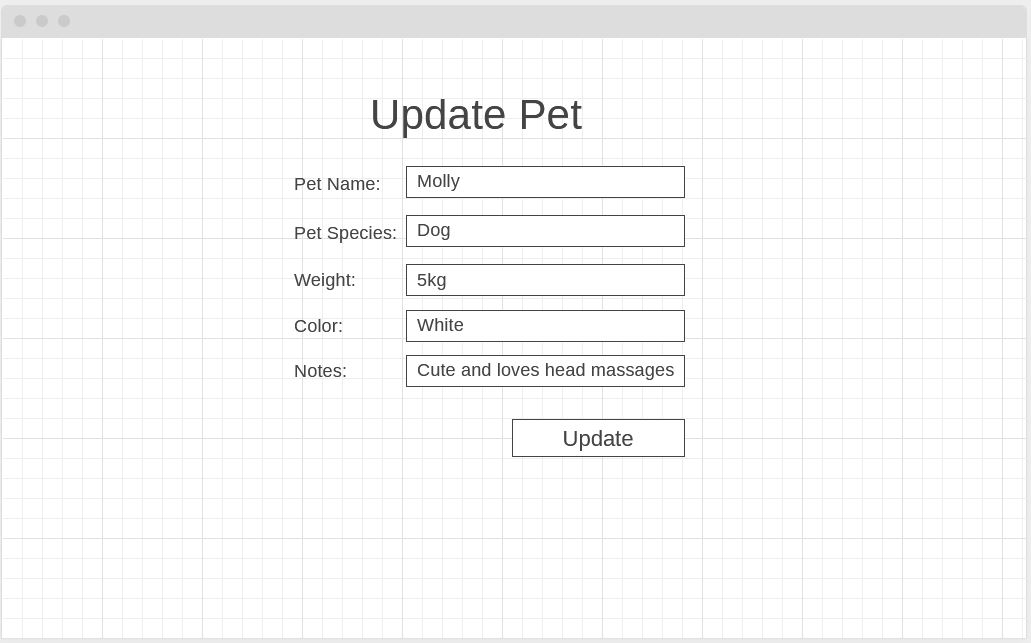 Update Pet
Pet Name: Molly
Pet Species: Dog
Weight: 5kg
Color: White
Notes: Cute and loves head massages
Update